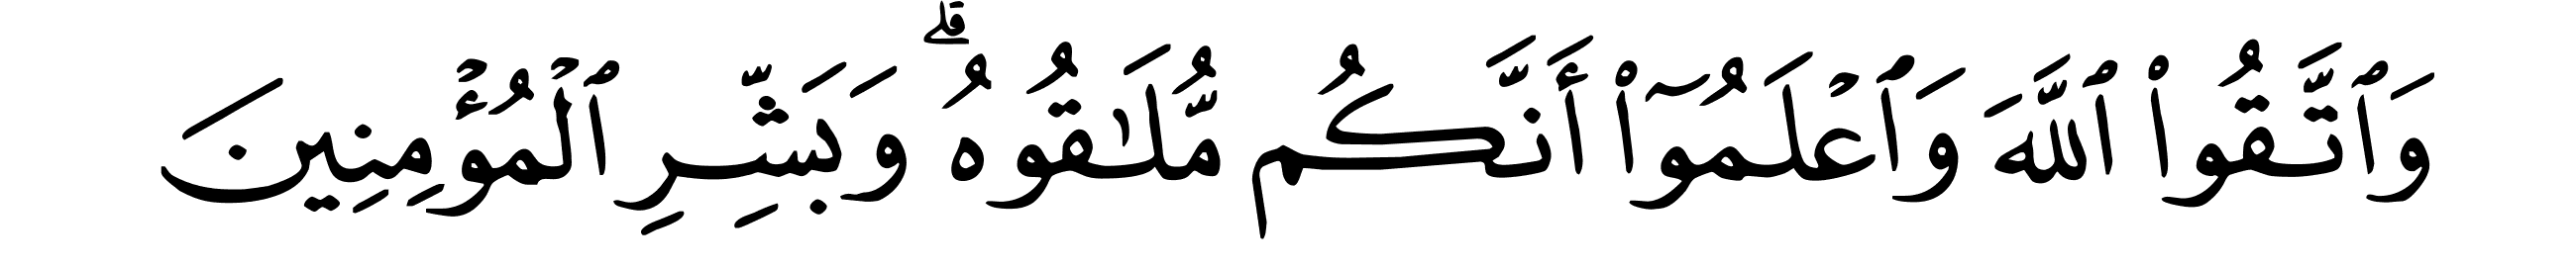 وَٱتَّقُوا۟ ٱللَّهَ وَٱعْلَمُوٓا۟ أَنَّكُم مُّلَـٰقُوهُ ۗ وَبَشِّرِ ٱلْمُؤْمِنِينَ